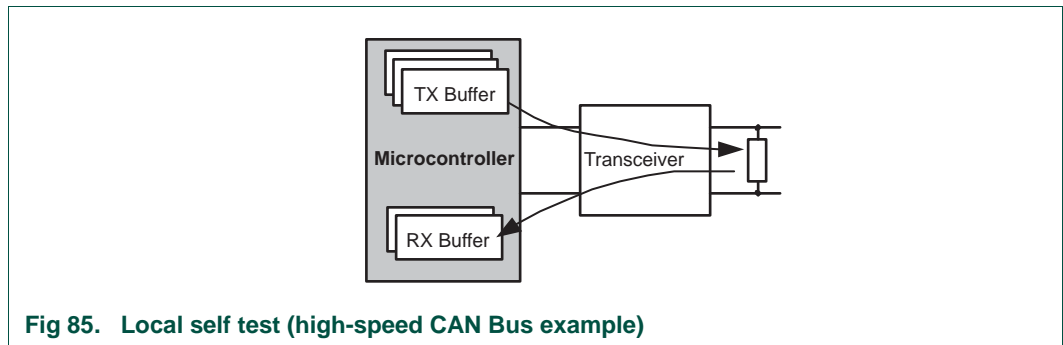 TX Buffer
Microcontroller
Transceiver
RX Buffer
Fig 85. Local self test (high-speed CAN Bus example)